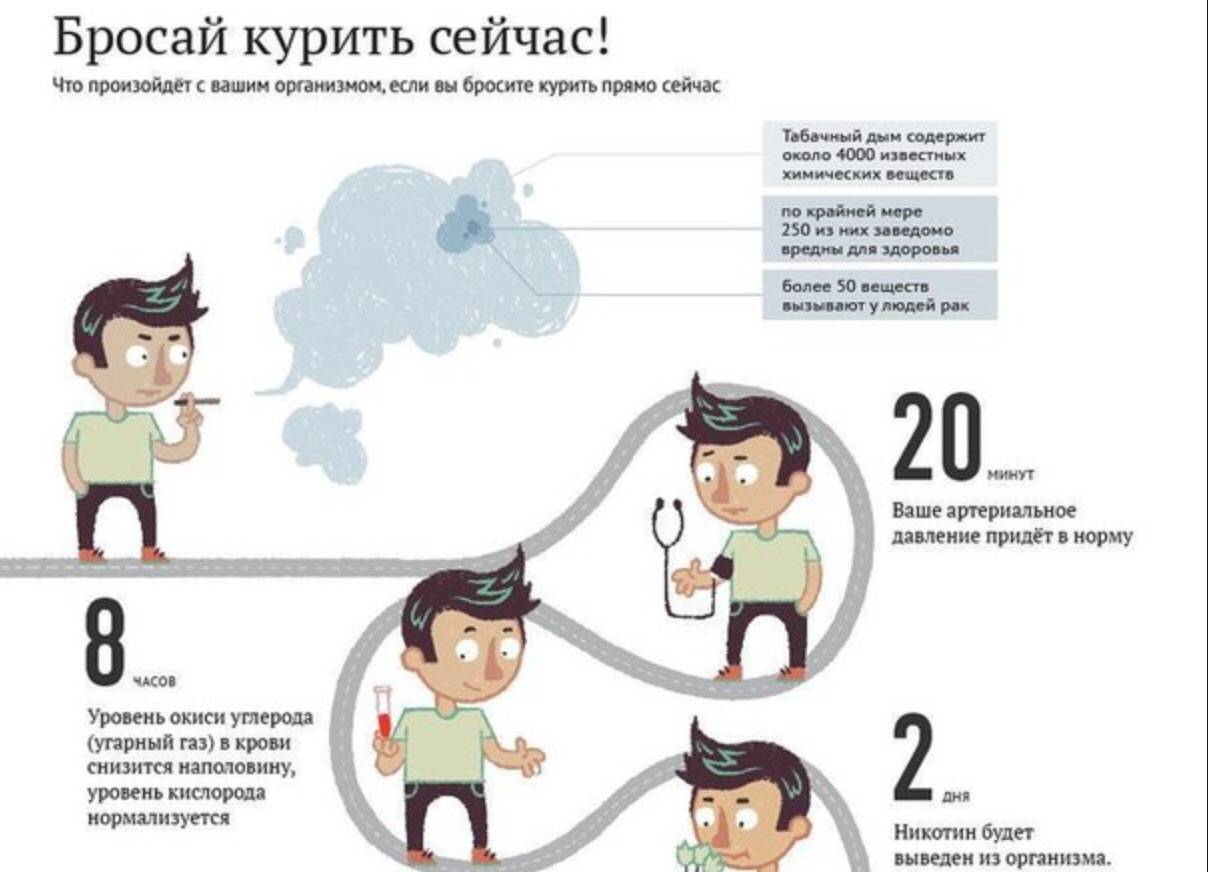 Бросай курить сейчас!
Что произойдёт с вашим организмом, если вы бросите курить прямо сейчас
Табачный дым содержит
около 4000 известных
химических веществ
по крайней мере
250 из них заведомо
вредны для здоровья
более 50 веществ
вызывают у людей рак
20 минут
Ваше артериальное
давление придёт в норму
8 часов
Уровень окиси углерода
(угарный газ) в крови
снизится наполовину,
уровень кислорода
нормализуется
2 дня
Никотин будет
выведен из организма.